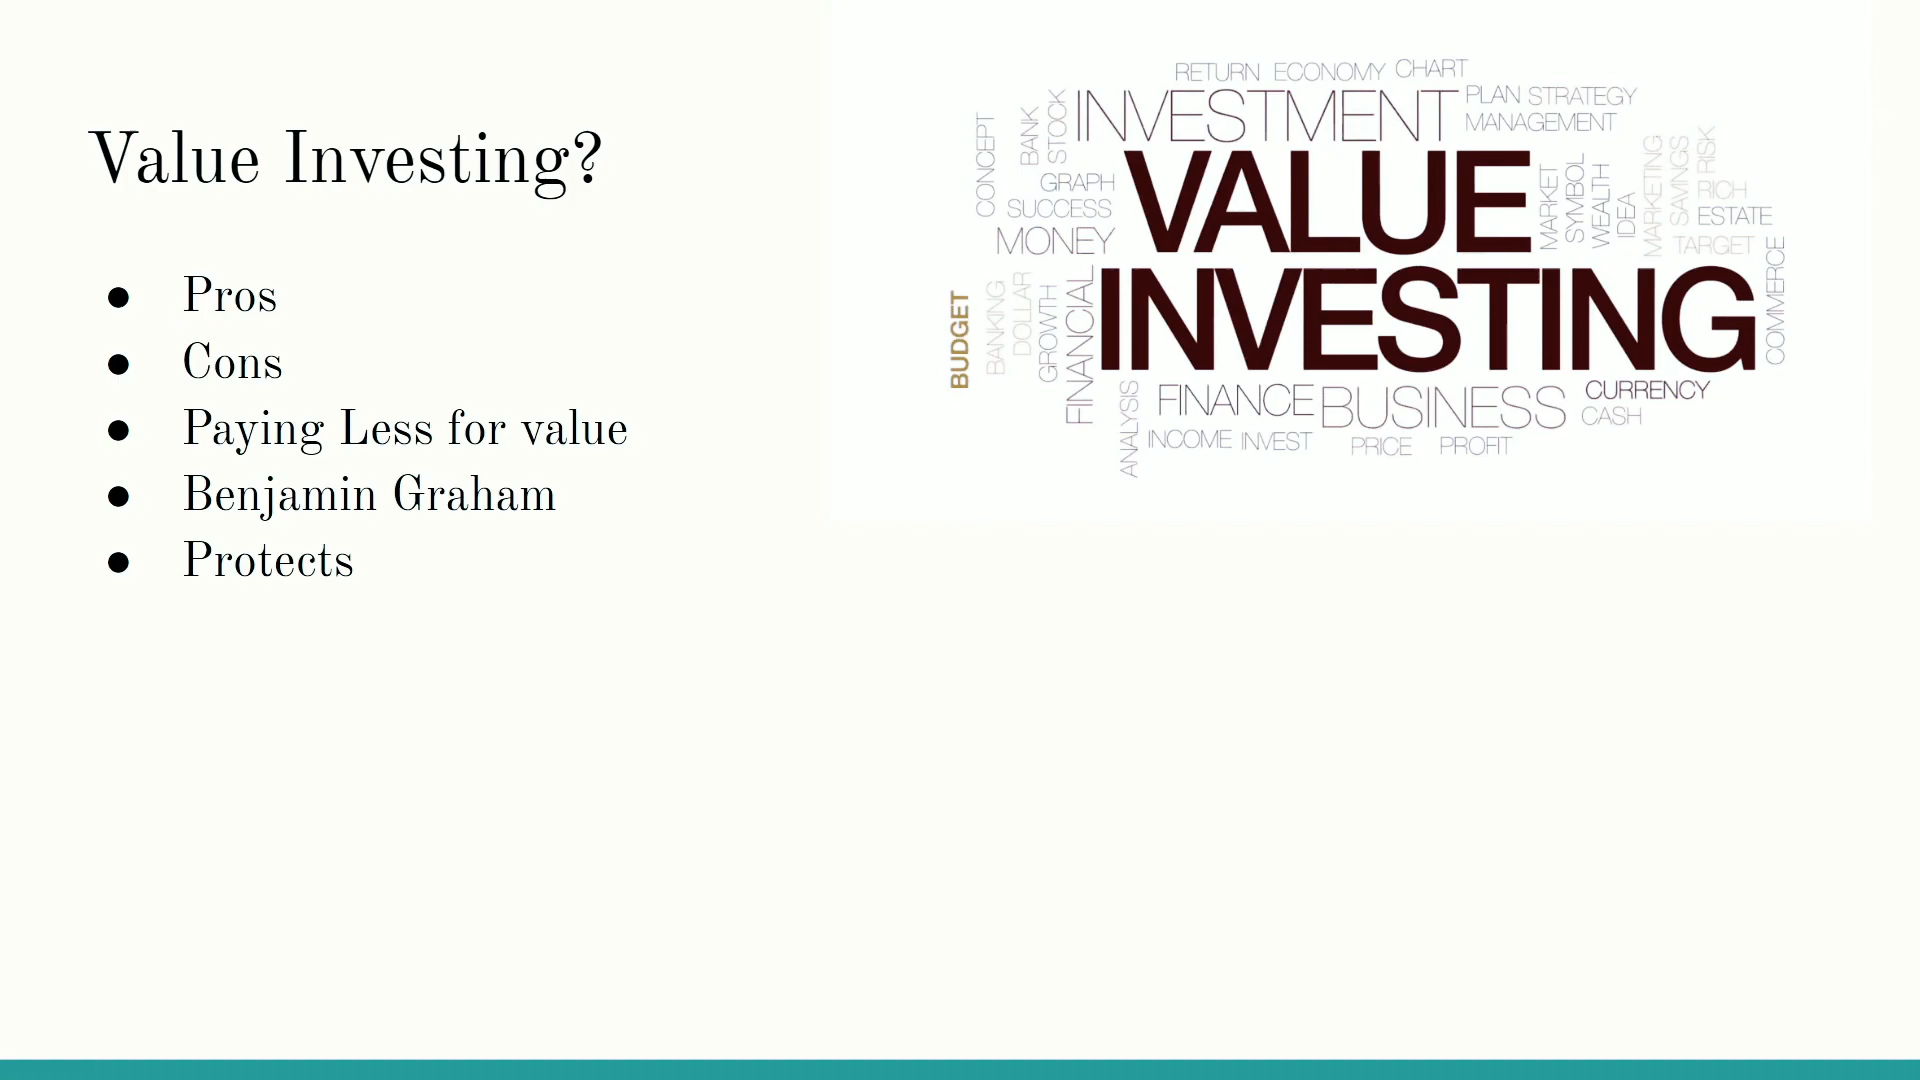 Value Investing?
Pros
Cons
Paying Less for value
Benjamin Graham
Protects
RETURN ECONOMY CHART
INVESTMENT
PLAN STRATEGY
MANAGEMENT
CONCEPT
BANK
STOCK
GRAPH
SUCCESS
MONEY
VALUE
MARKET
SYMBOL
WEALTH
IDEA
MARKETING
SAVINGS
RISK
RICH
ESTATE
TARGET
COMMERCE
BUDGET
BANKING
DOLLAR
GROWTH
FINANCIAL
INVESTING
ANALYSIS
FINANCE BUSINESS
CURRENCY
CASH
INCOME INVEST PRICE PROFIT